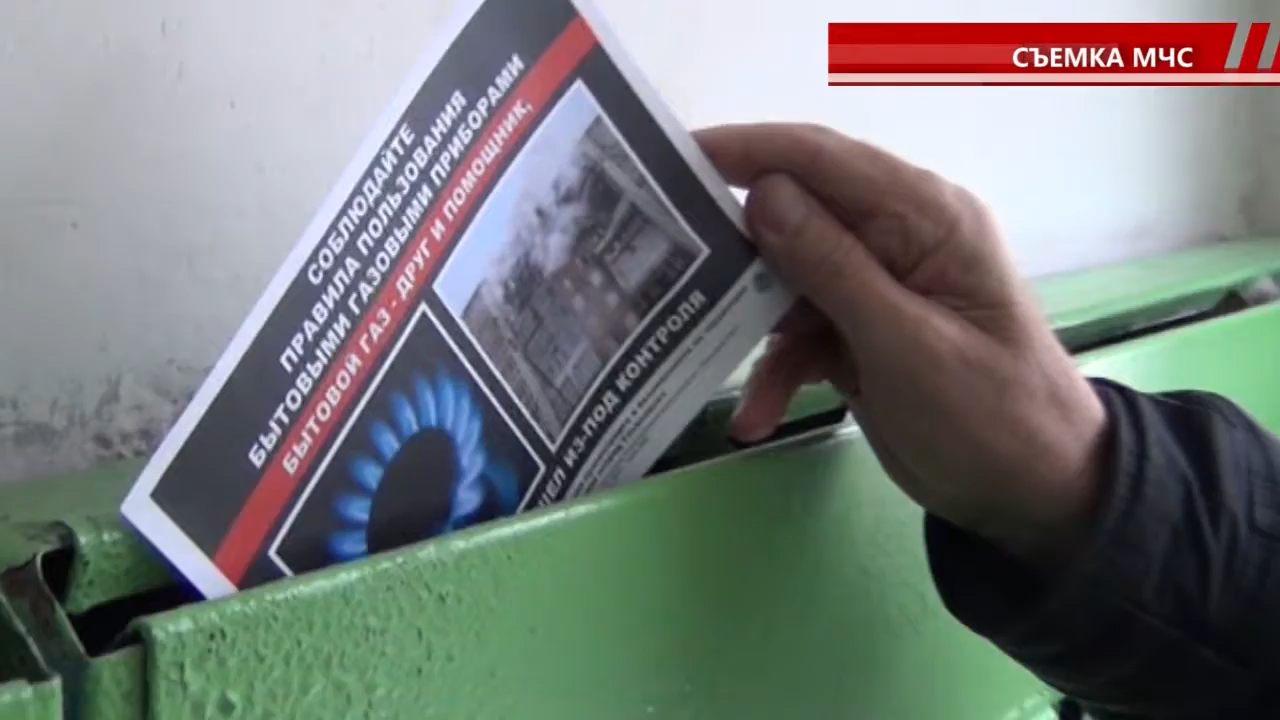 СЪЕМКА МЧС
СОБЛЮДАЙТЕ
ПРАВИЛА ПОЛЬЗОВАНИЯ
БЫТОВЫМИ ГАЗОВЫМИ ПРИБОРАМИ
БЫТОВОЙ ГАЗ - ДРУГ И ПОМОЩНИК,
ИЗ-ПОД КОНТРОЛЯ